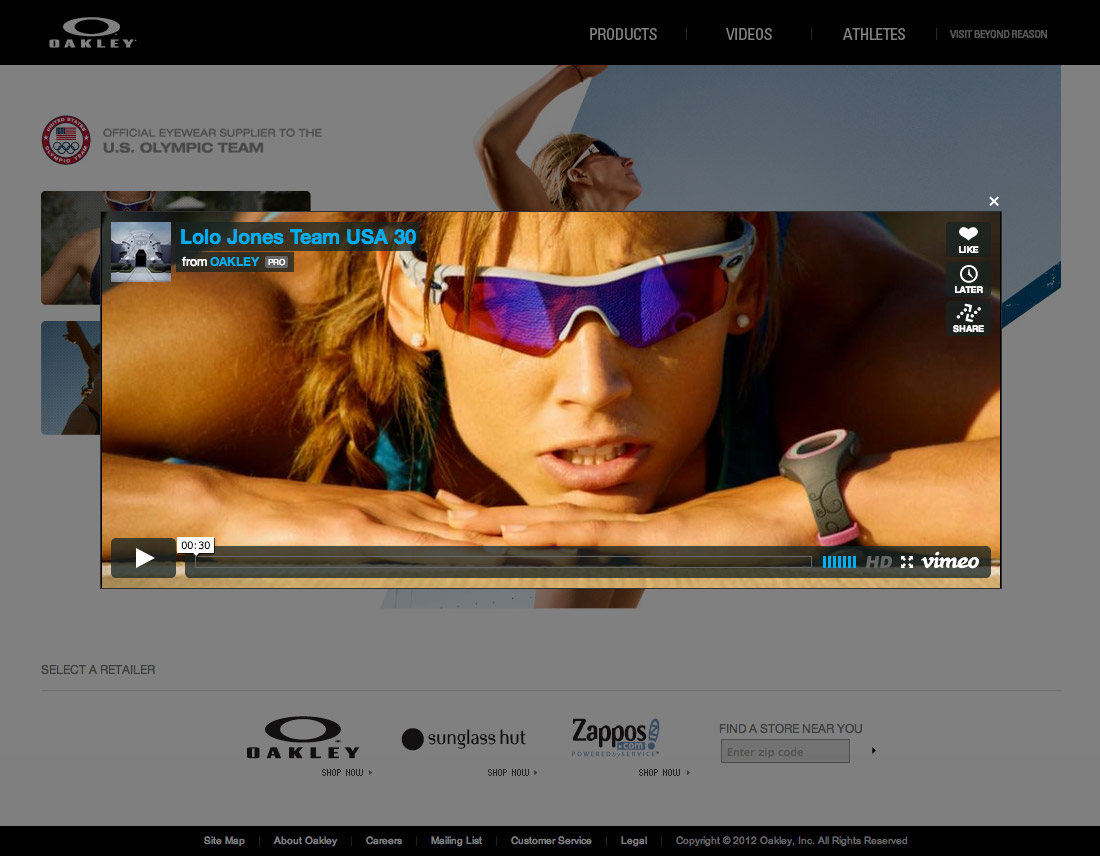 OAKLEY
PRODUCTS
VIDEOS
ATHLETES
VISIT BEYOND REASON
UNITED STATES
OLYMPIC TEAM
OFFICIAL EYEWEAR SUPPLIER TO THE
U.S. OLYMPIC TEAM
Lolo Jones Team USA 30
from OAKLEY PRO
LIKE
LATER
SHARE
00:30
HD
vimeo
SELECT A RETAILER
OAKLEY
SHOP NOW
sunglass hut
SHOP NOW
Zappos
.com
POWERED by SERVICE
SHOP NOW
FIND A STORE NEAR YOU
Enter zip code
Site Map
About Oakley
Careers
Mailing List
Customer Service
Legal
Copyright © 2012 Oakley, Inc. All Rights Reserved